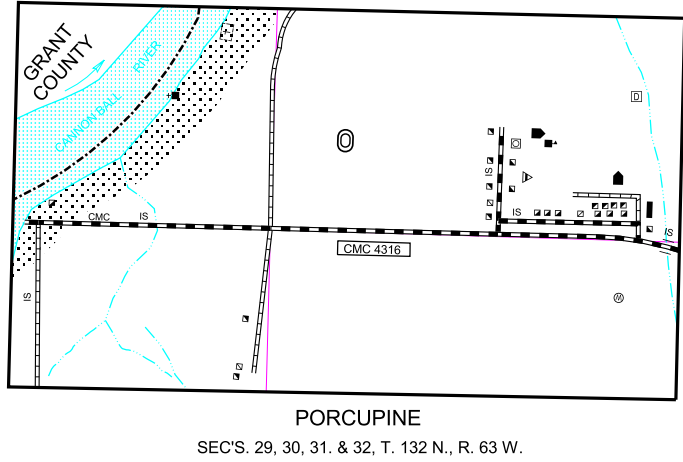 GRANT
COUNTY
CANNON BALL
RIVER
D
IS
IS
CMC
IS
IS
CMC 4316
IS
W
PORCUPINE
SEC'S. 29, 30, 31. & 32, T. 132 N., R. 63 W.